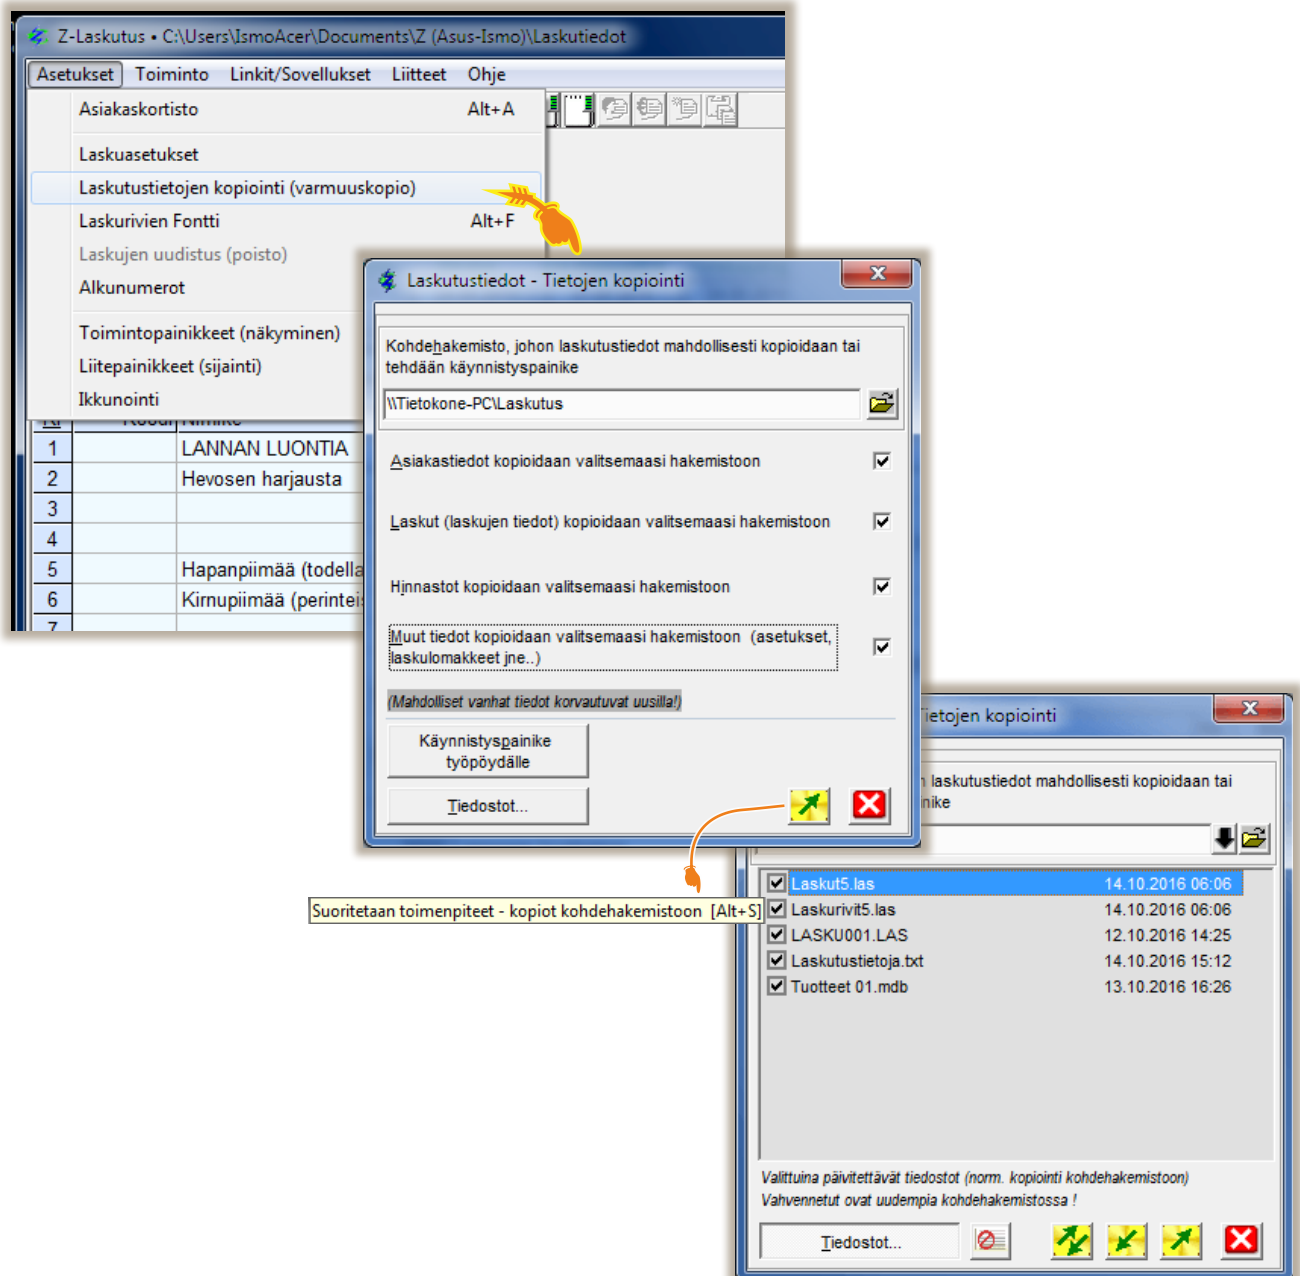 Z-Laskutus • C:\Users\IsmoAcer\Documents\Z (Asus-Ismo)\Laskutiedot
Asetukset Toiminto Linkit/Sovellukset Liitteet Ohje
Asiakaskortisto Alt+A
Laskuasetukset
Laskutustietojen kopiointi (varmuuskopio)
Laskurivien Fontti Alt+F
Laskujen uudistus (poisto)
Alkunumerot
Toimintopainikkeet (näkyminen)
Liitepainikkeet (sijainti)
Ikkunointi
1 LANNAN LUONTIA
2 Hevosen harjausta
3
4
5 Hapanpiimää (todella
6 Kirnupiimää (perinteis
7
Laskutustiedot - Tietojen kopiointi
Kohdehakemisto, johon laskutustiedot mahdollisesti kopioidaan tai
tehdään käynnistyspainike
\\Tietokone-PC\Laskutus
Asiakastiedot kopioidaan valitsemaasi hakemistoon
Laskut (laskujen tiedot) kopioidaan valitsemaasi hakemistoon
Hinnastot kopioidaan valitsemaasi hakemistoon
Muut tiedot kopioidaan valitsemaasi hakemistoon (asetukset,
laskulomakkeet jne..)
(Mahdolliset vanhat tiedot korvautuvat uusilla!)
Käynnistyspainike
työpöydälle
Tiedostot...
Suoritetaan toimenpiteet - kopiot kohdehakemistoon [Alt+S]
ietojen kopiointi
laskutustiedot mahdollisesti kopioidaan tai
nike
Laskut5.las 14.10.2016 06:06
Laskurivit5.las 14.10.2016 06:06
LASKU001.LAS 12.10.2016 14:25
Laskutustietoja.txt 14.10.2016 15:12
Tuotteet 01.mdb 13.10.2016 16:26
Valittuina päivitettävät tiedostot (norm. kopiointi kohdehakemistoon)
Vahvennetut ovat uudempia kohdehakemistossa !
Tiedostot...